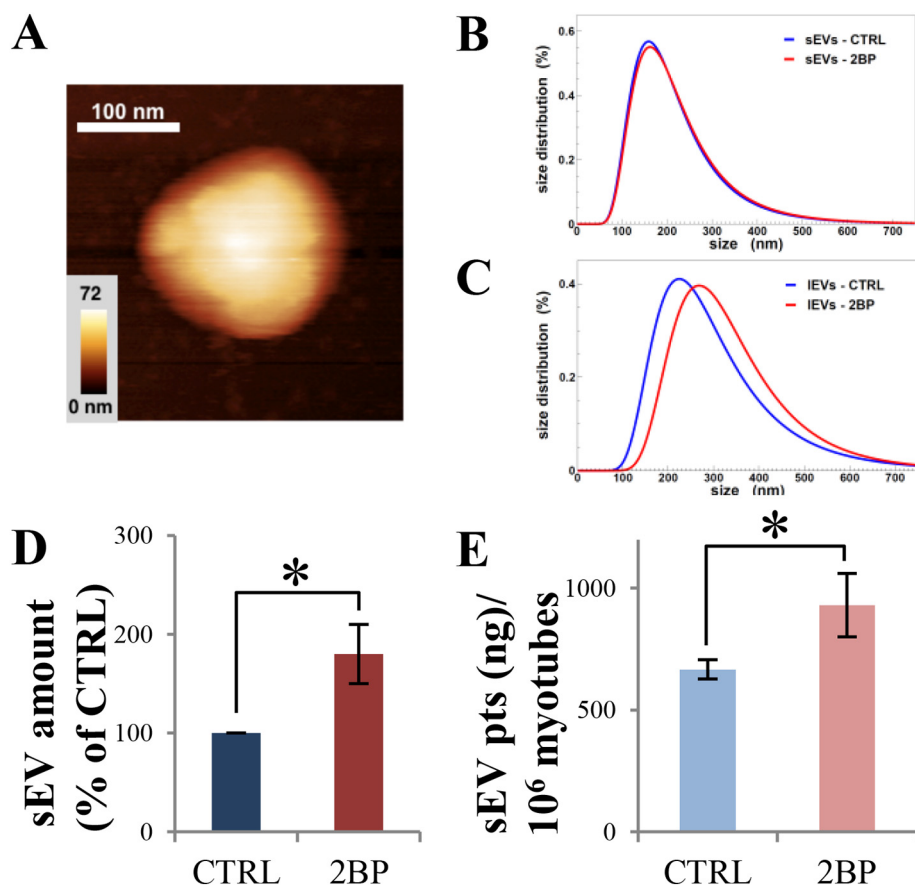 A
100 nm
72
0 nm
B
sEVs - CTRL
sEVs - 2BP
size distribution (%)
0.6
0.4
0.2
0
0 100 200 300 400 500 600 700
size (nm)
C
lEVs - CTRL
lEVs - 2BP
size distribution (%)
0.4
0.2
0
0 100 200 300 400 500 600 700
size (nm)
D
sEV amount
(% of CTRL)
300
200
100
0
*
CTRL 2BP
E
sEV pts (ng)/
10⁶ myotubes
1000
500
0
*
CTRL 2BP